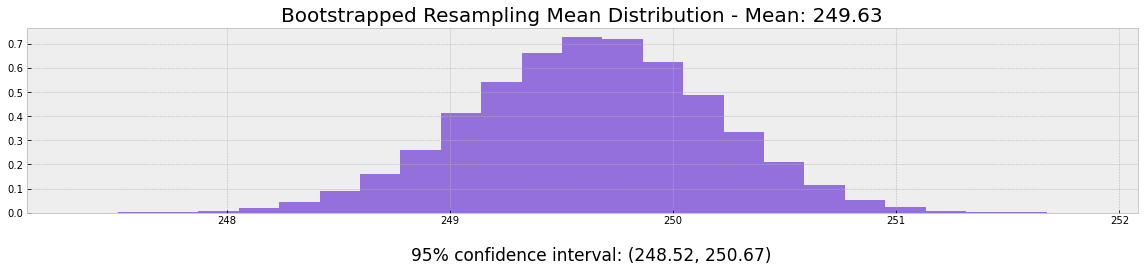 Bootstrapped Resampling Mean Distribution - Mean: 249.63
0.7
0.6
0.5
0.4
0.3
0.2
0.1
0.0
248 249 250 251 252
95% confidence interval: (248.52, 250.67)